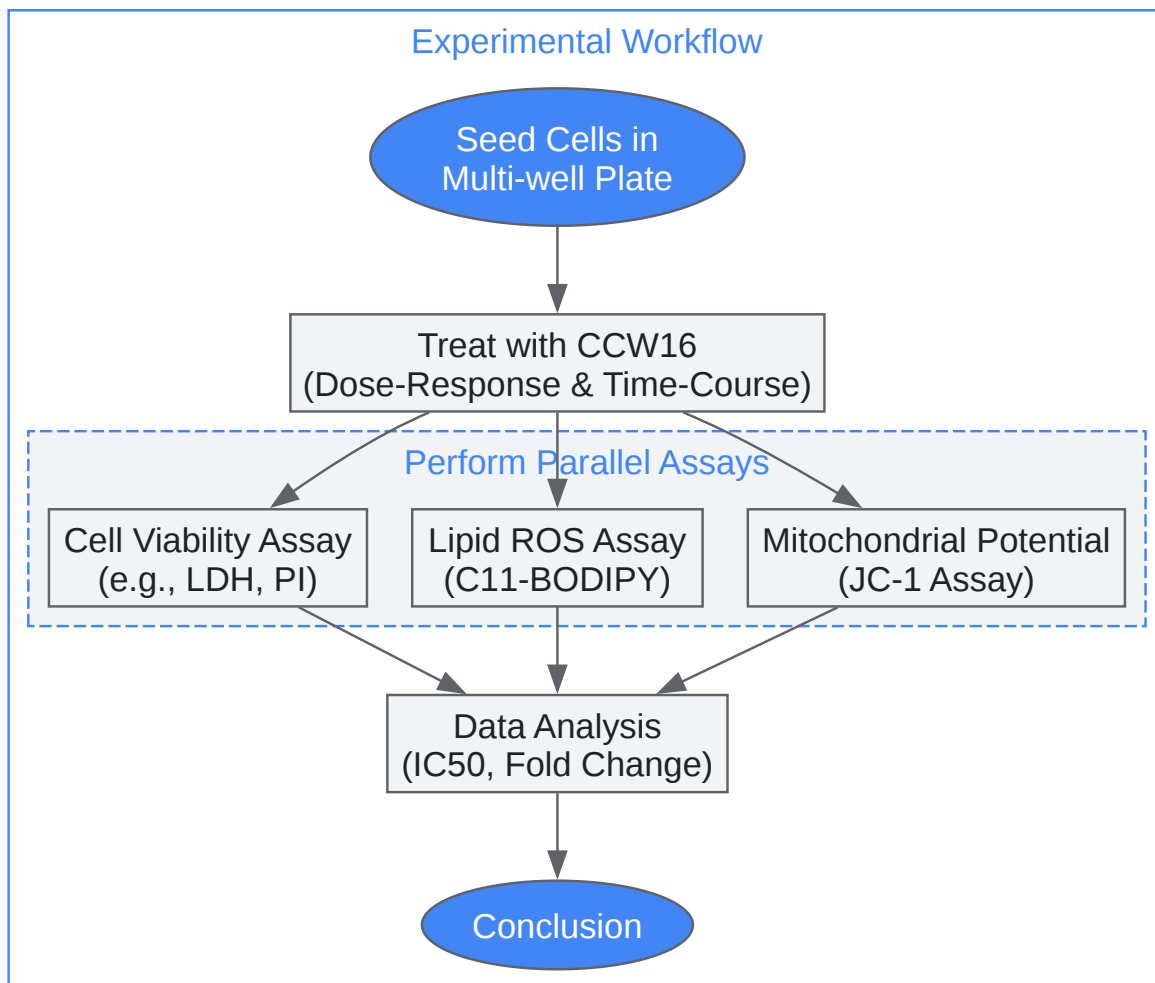 Experimental Workflow
Seed Cells in
Multi-well Plate
Treat with CCW16
(Dose-Response & Time-Course)
Perform Parallel Assays
Cell Viability Assay
(e.g., LDH, PI)
Lipid ROS Assay
(C11-BODIPY)
Mitochondrial Potential
(JC-1 Assay)
Data Analysis
(IC50, Fold Change)
Conclusion